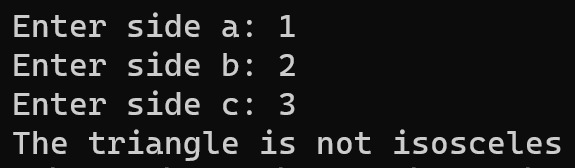 Enter side a: 1
Enter side b: 2
Enter side c: 3
The triangle is not isosceles